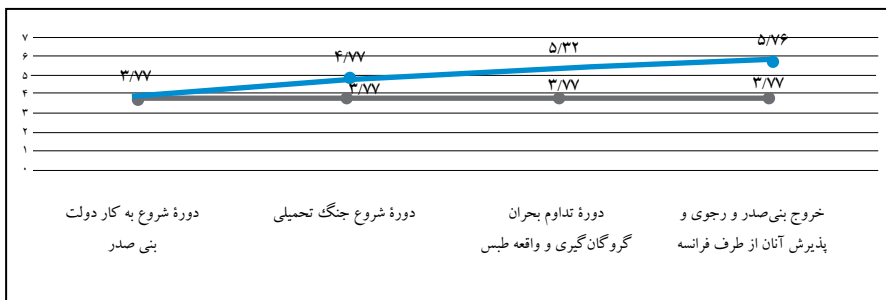 ۷
۶
۵
۴
۳
۲
۱
۰
۳/۷۷
۴/۷۷
۵/۳۲
۵/۷۶
۳/۷۷
۳/۷۷
۳/۷۷
خروج بنی‌صدر و رجوی و
پذیرش آنان از طرف فرانسه
دورهٔ تداوم بحران
گروگان‌گیری و واقعه طبس
دورهٔ شروع جنگ تحمیلی
دورهٔ شروع به کار دولت
بنی صدر